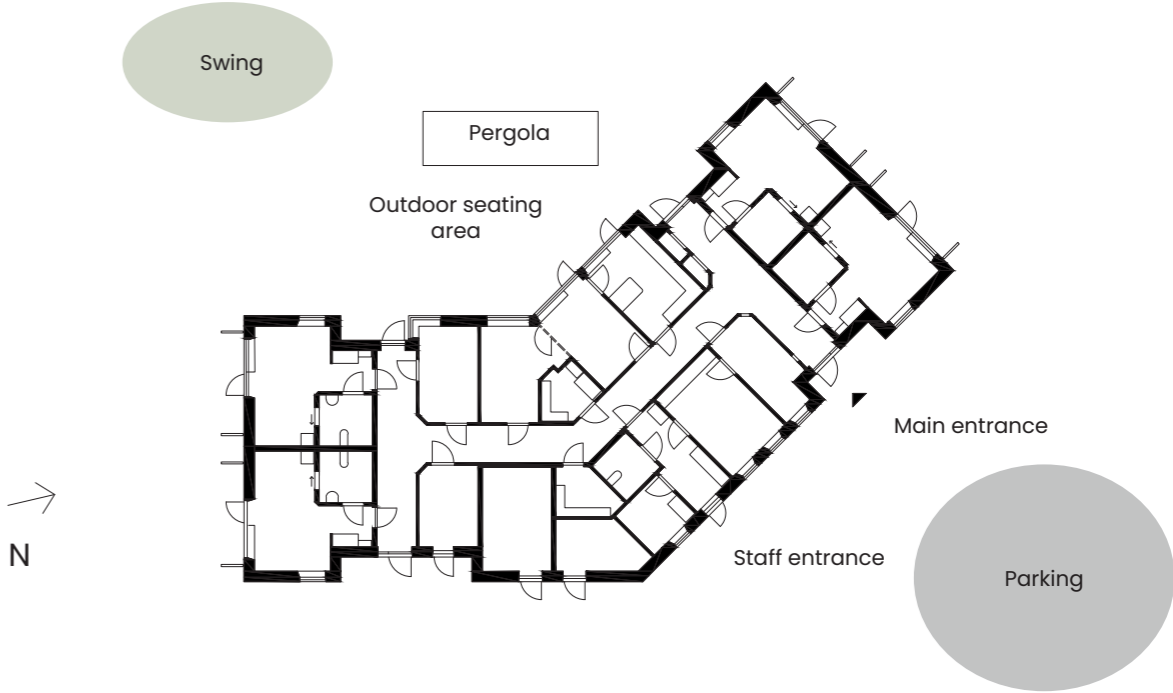 Swing
Pergola
Outdoor seating
area
Main entrance
N
Staff entrance
Parking